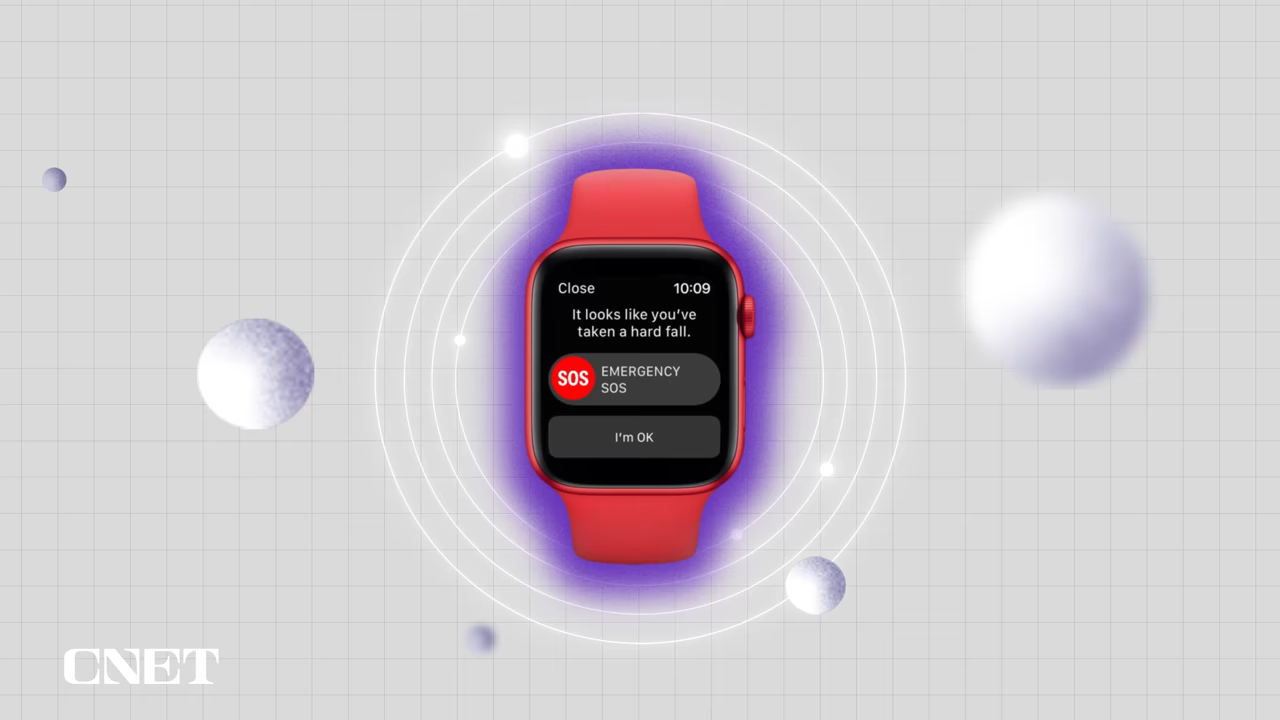 Close 10:09
It looks like you've
taken a hard fall.
SOS EMERGENCY
SOS
I'm OK
CNET